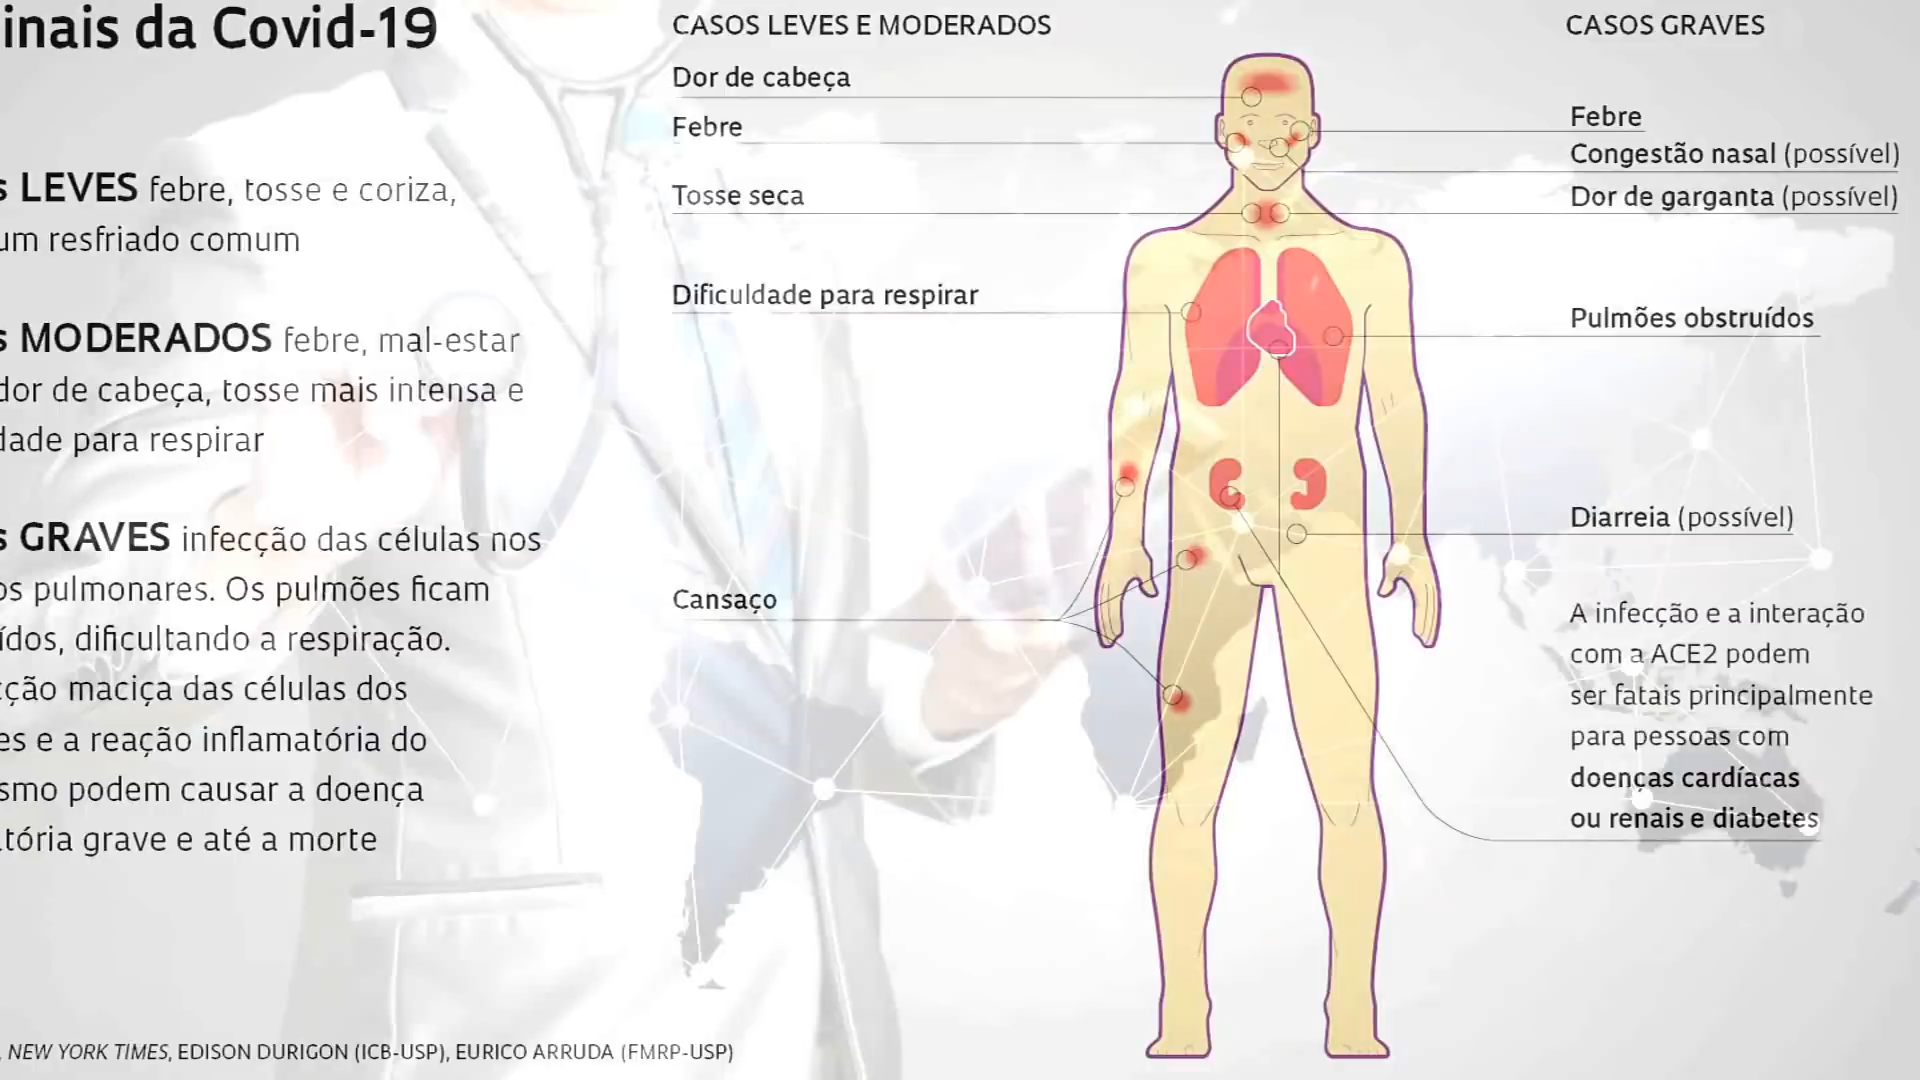 inais da Covid-19
s LEVES febre, tosse e coriza,
um resfriado comum
s MODERADOS febre, mal-estar
dor de cabeça, tosse mais intensa e
dade para respirar
s GRAVES infecção das células nos
os pulmonares. Os pulmões ficam
ídos, dificultando a respiração.
cção maciça das células dos
es e a reação inflamatória do
smo podem causar a doença
atória grave e até a morte
, NEW YORK TIMES, EDISON DURIGON (ICB-USP), EURICO ARRUDA (FMRP-USP)
CASOS LEVES E MODERADOS
Dor de cabeça
Febre
Tosse seca
Dificuldade para respirar
Cansaço
CASOS GRAVES
Febre
Congestão nasal (possível)
Dor de garganta (possível)
Pulmões obstruídos
Diarreia (possível)
A infecção e a interação
com a ACE2 podem
ser fatais principalmente
para pessoas com
doenças cardíacas
ou renais e diabetes